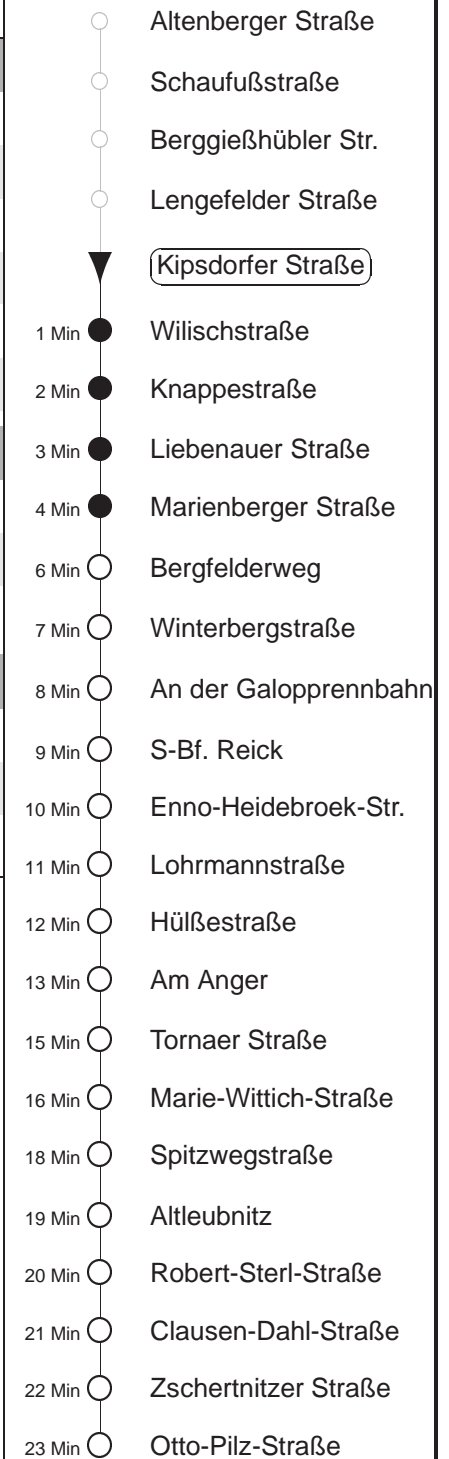 Altenberger Straße
Schaufußstraße
Berggießhübler Str.
Lengefelder Straße
Kipsdorfer Straße
1 Min Wilischstraße
2 Min Knappestraße
3 Min Liebenauer Straße
4 Min Marienberger Straße
6 Min Bergfelderweg
7 Min Winterbergstraße
8 Min An der Galopprennbahn
9 Min S-Bf. Reick
10 Min Enno-Heidebroek-Str.
11 Min Lohrmannstraße
12 Min Hülßestraße
13 Min Am Anger
15 Min Tornaer Straße
16 Min Marie-Wittich-Straße
18 Min Spitzwegstraße
19 Min Altleubnitz
20 Min Robert-Sterl-Straße
21 Min Clausen-Dahl-Straße
22 Min Zschertnitzer Straße
23 Min Otto-Pilz-Straße